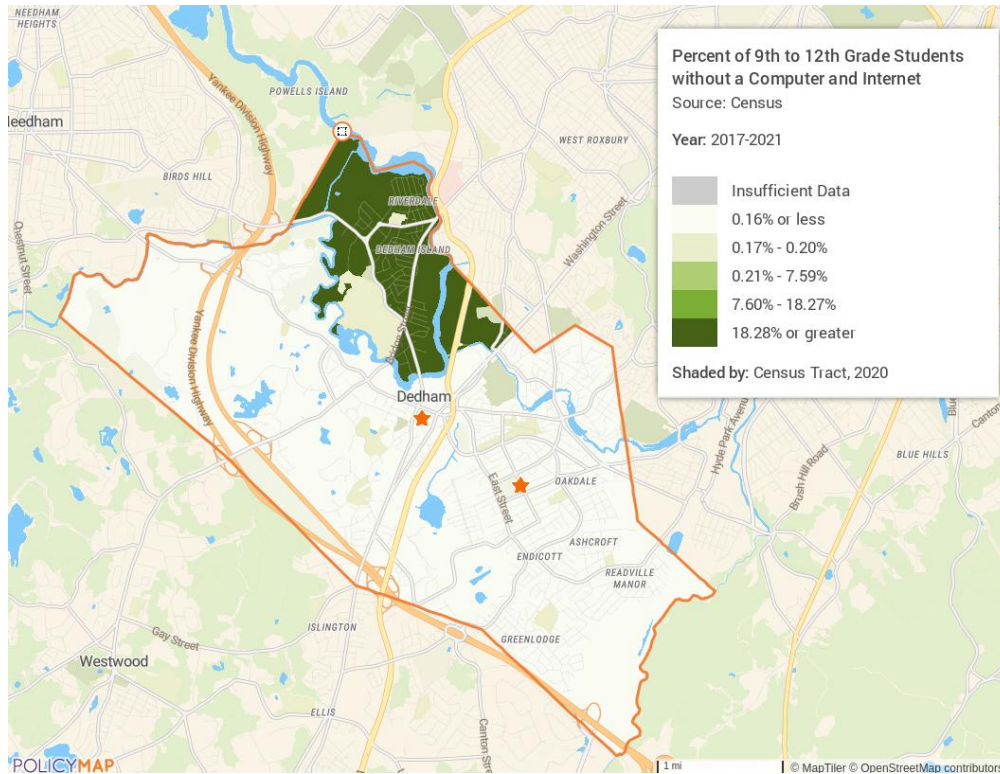 NEEDHAM
HEIGHTS
Yankee Division Highway
POWELLS ISLAND
leedham
BIRDS HILL
WEST ROXBURY
Washington Street
RIVERDALE
DEDHAM ISLAND
Chestnut Street
Yankee Division Highway
Dedham
East Street
OAKDALE
ASHCROFT
ENDICOTT
READVILLE
MANOR
GREENLODGE
ISLINGTON
Gay Street
Westwood
ELLIS
Canton Street
Hyde Park Avenu
Brush Hill Road
BLUE HILLS
Blue
Canto
Percent of 9th to 12th Grade Students
without a Computer and Internet
Source: Census
Year: 2017-2021
Insufficient Data
0.16% or less
0.17% - 0.20%
0.21% - 7.59%
7.60% - 18.27%
18.28% or greater
Shaded by: Census Tract, 2020
POLICYMAP
1 mi
© MapTiler © OpenStreetMap contributors